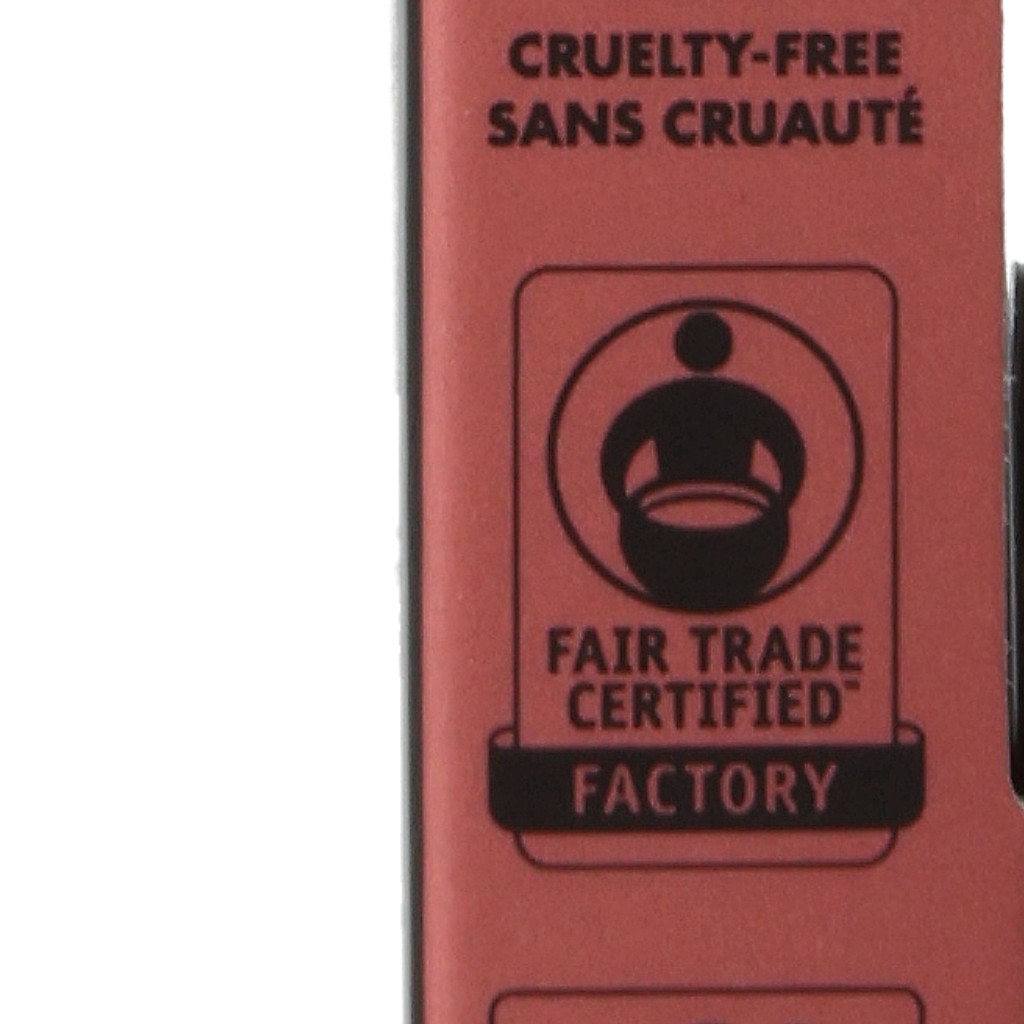 CRUELTY-FREE
SANS CRUAUTÉ
FAIR TRADE
CERTIFIED™
FACTORY